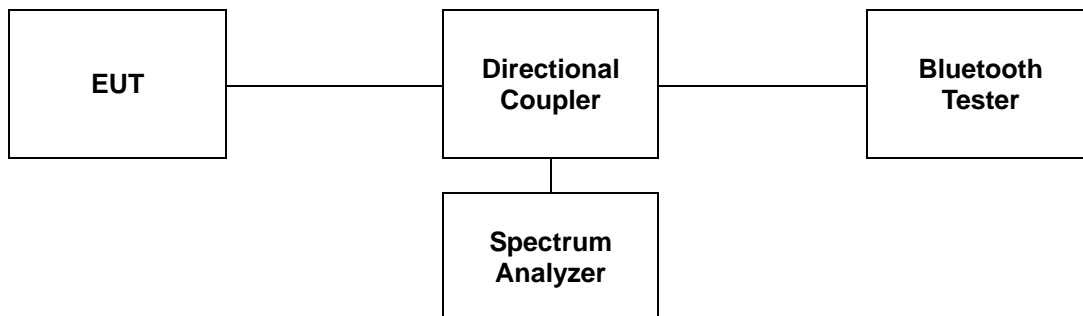 EUT
Directional
Coupler
Bluetooth
Tester
Spectrum
Analyzer